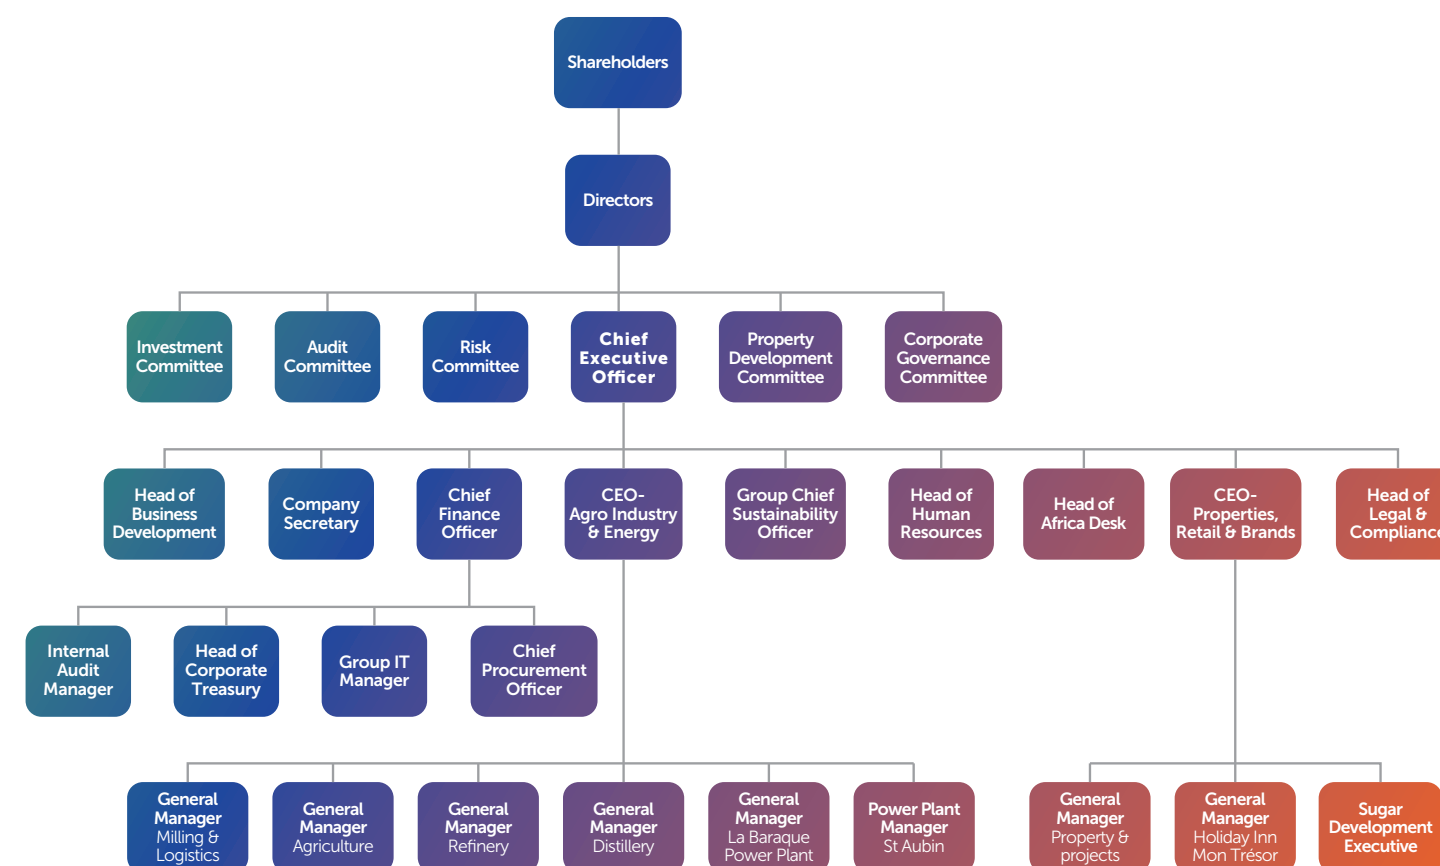 Shareholders
Directors
Investment
Committee
Audit
Committee
Risk
Committee
Chief
Executive
Officer
Property
Development
Committee
Corporate
Governance
Committee
Head of
Business
Development
Company
Secretary
Chief
Finance
Officer
CEO-
Agro Industry
& Energy
Group Chief
Sustainability
Officer
Head of
Human
Resources
Head of
Africa Desk
CEO-
Properties,
Retail & Brands
Head of
Legal &
Compliance
Internal
Audit
Manager
Head of
Corporate
Treasury
Group IT
Manager
Chief
Procurement
Officer
General
Manager
Milling &
Logistics
General
Manager
Agriculture
General
Manager
Refinery
General
Manager
Distillery
General
Manager
La Baraque
Power Plant
Power Plant
Manager
St Aubin
General
Manager
Property &
projects
General
Manager
Holiday Inn
Mon Trésor
Sugar
Development
Executive